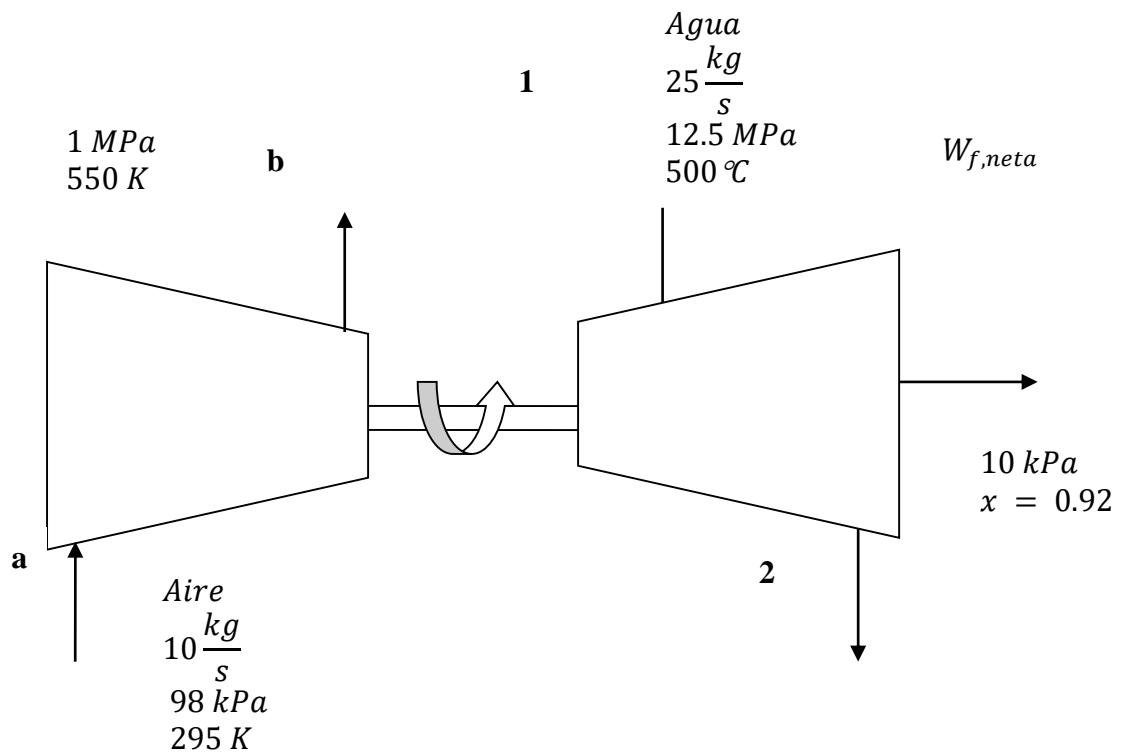 Agua
25 kg/s
12.5 MPa
500 ℃
1
1 MPa
550 K
b
W_{f,neta}
10 kPa
x = 0.92
a
2
Aire
10 kg/s
98 kPa
295 K